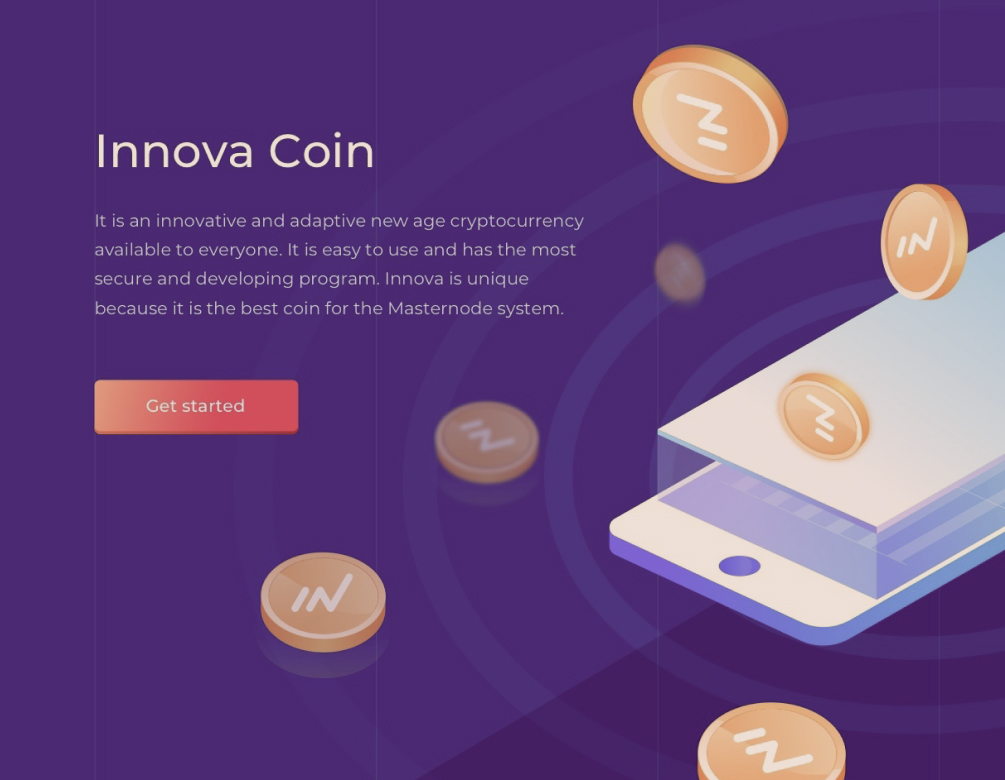 Innova Coin
It is an innovative and adaptive new age cryptocurrency
available to everyone. It is easy to use and has the most
secure and developing program. Innova is unique
because it is the best coin for the Masternode system.
Get started